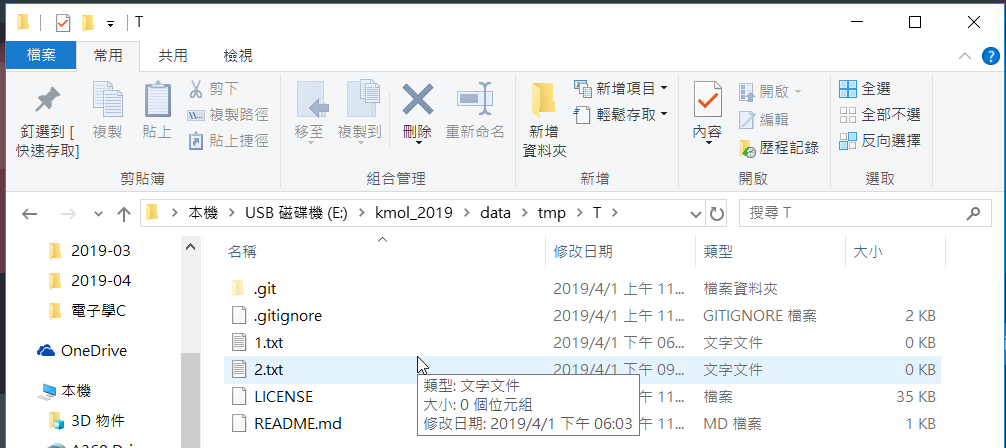 T
檔案 常用 共用 檢視
釘選到 [
快速存取]
複製
貼上
剪下
複製路徑
貼上捷徑
剪貼簿
移至
複製到
刪除
重新命名
組合管理
新增
資料夾
新增項目
輕鬆存取
新增
內容
開啟
編輯
歷程記錄
開啟
全選
全部不選
反向選擇
選取
本機 > USB 磁碟機 (E:) > kmol_2019 > data > tmp > T >
搜尋 T
2019-03
2019-04
電子學C
OneDrive
本機
3D 物件
A360 Dri
名稱 修改日期 類型 大小
.git 2019/4/1 上午 11... 檔案資料夾
.gitignore 2019/4/1 上午 11... GITIGNORE 檔案 2 KB
1.txt 2019/4/1 下午 06... 文字文件 0 KB
2.txt 2019/4/1 下午 09... 文字文件 0 KB
LICENSE 11... 檔案 35 KB
README.md 11... MD 檔案 1 KB
類型: 文字文件
大小: 0 個位元組
修改日期: 2019/4/1 下午 06:03